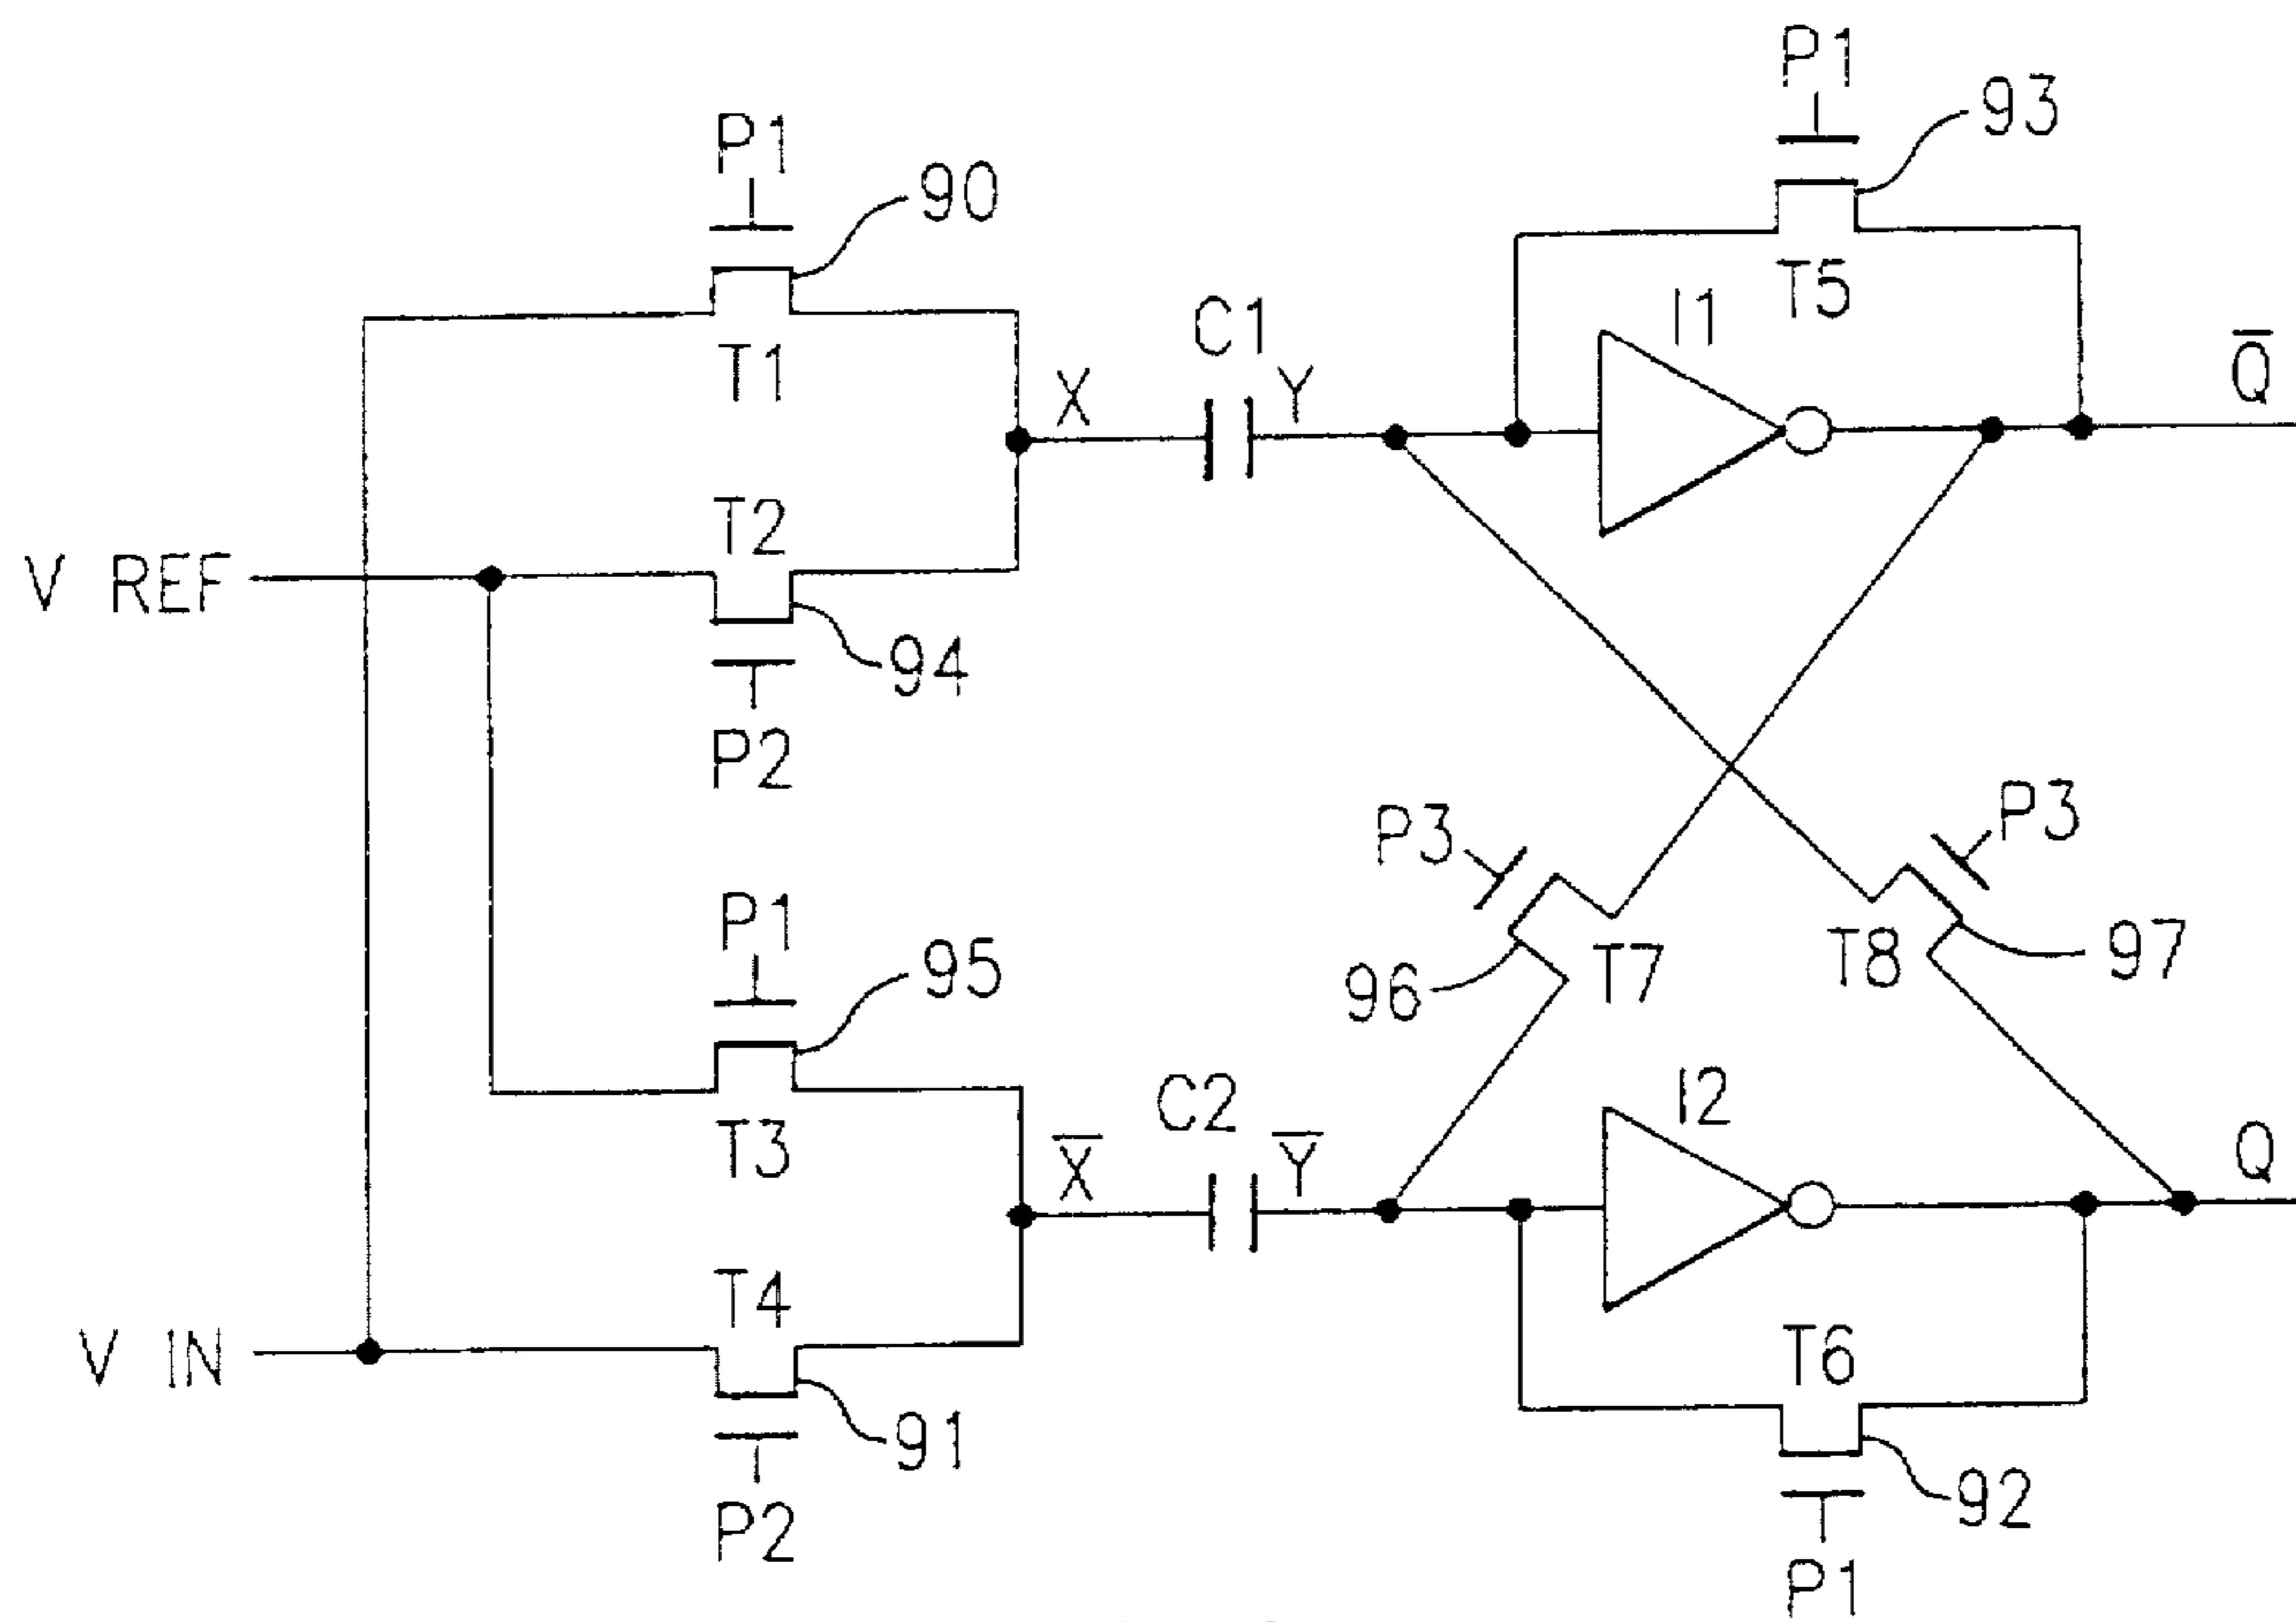 P1
93
P1
90
T5
I1
C1
Q̅
T1
X
Y
T2
V REF
94
P2
P3
P3
P1
95
T7
T8
97
96
I2
C2
T3
X̅
Y̅
Q
T4
V IN
T6
91
92
P2
P1